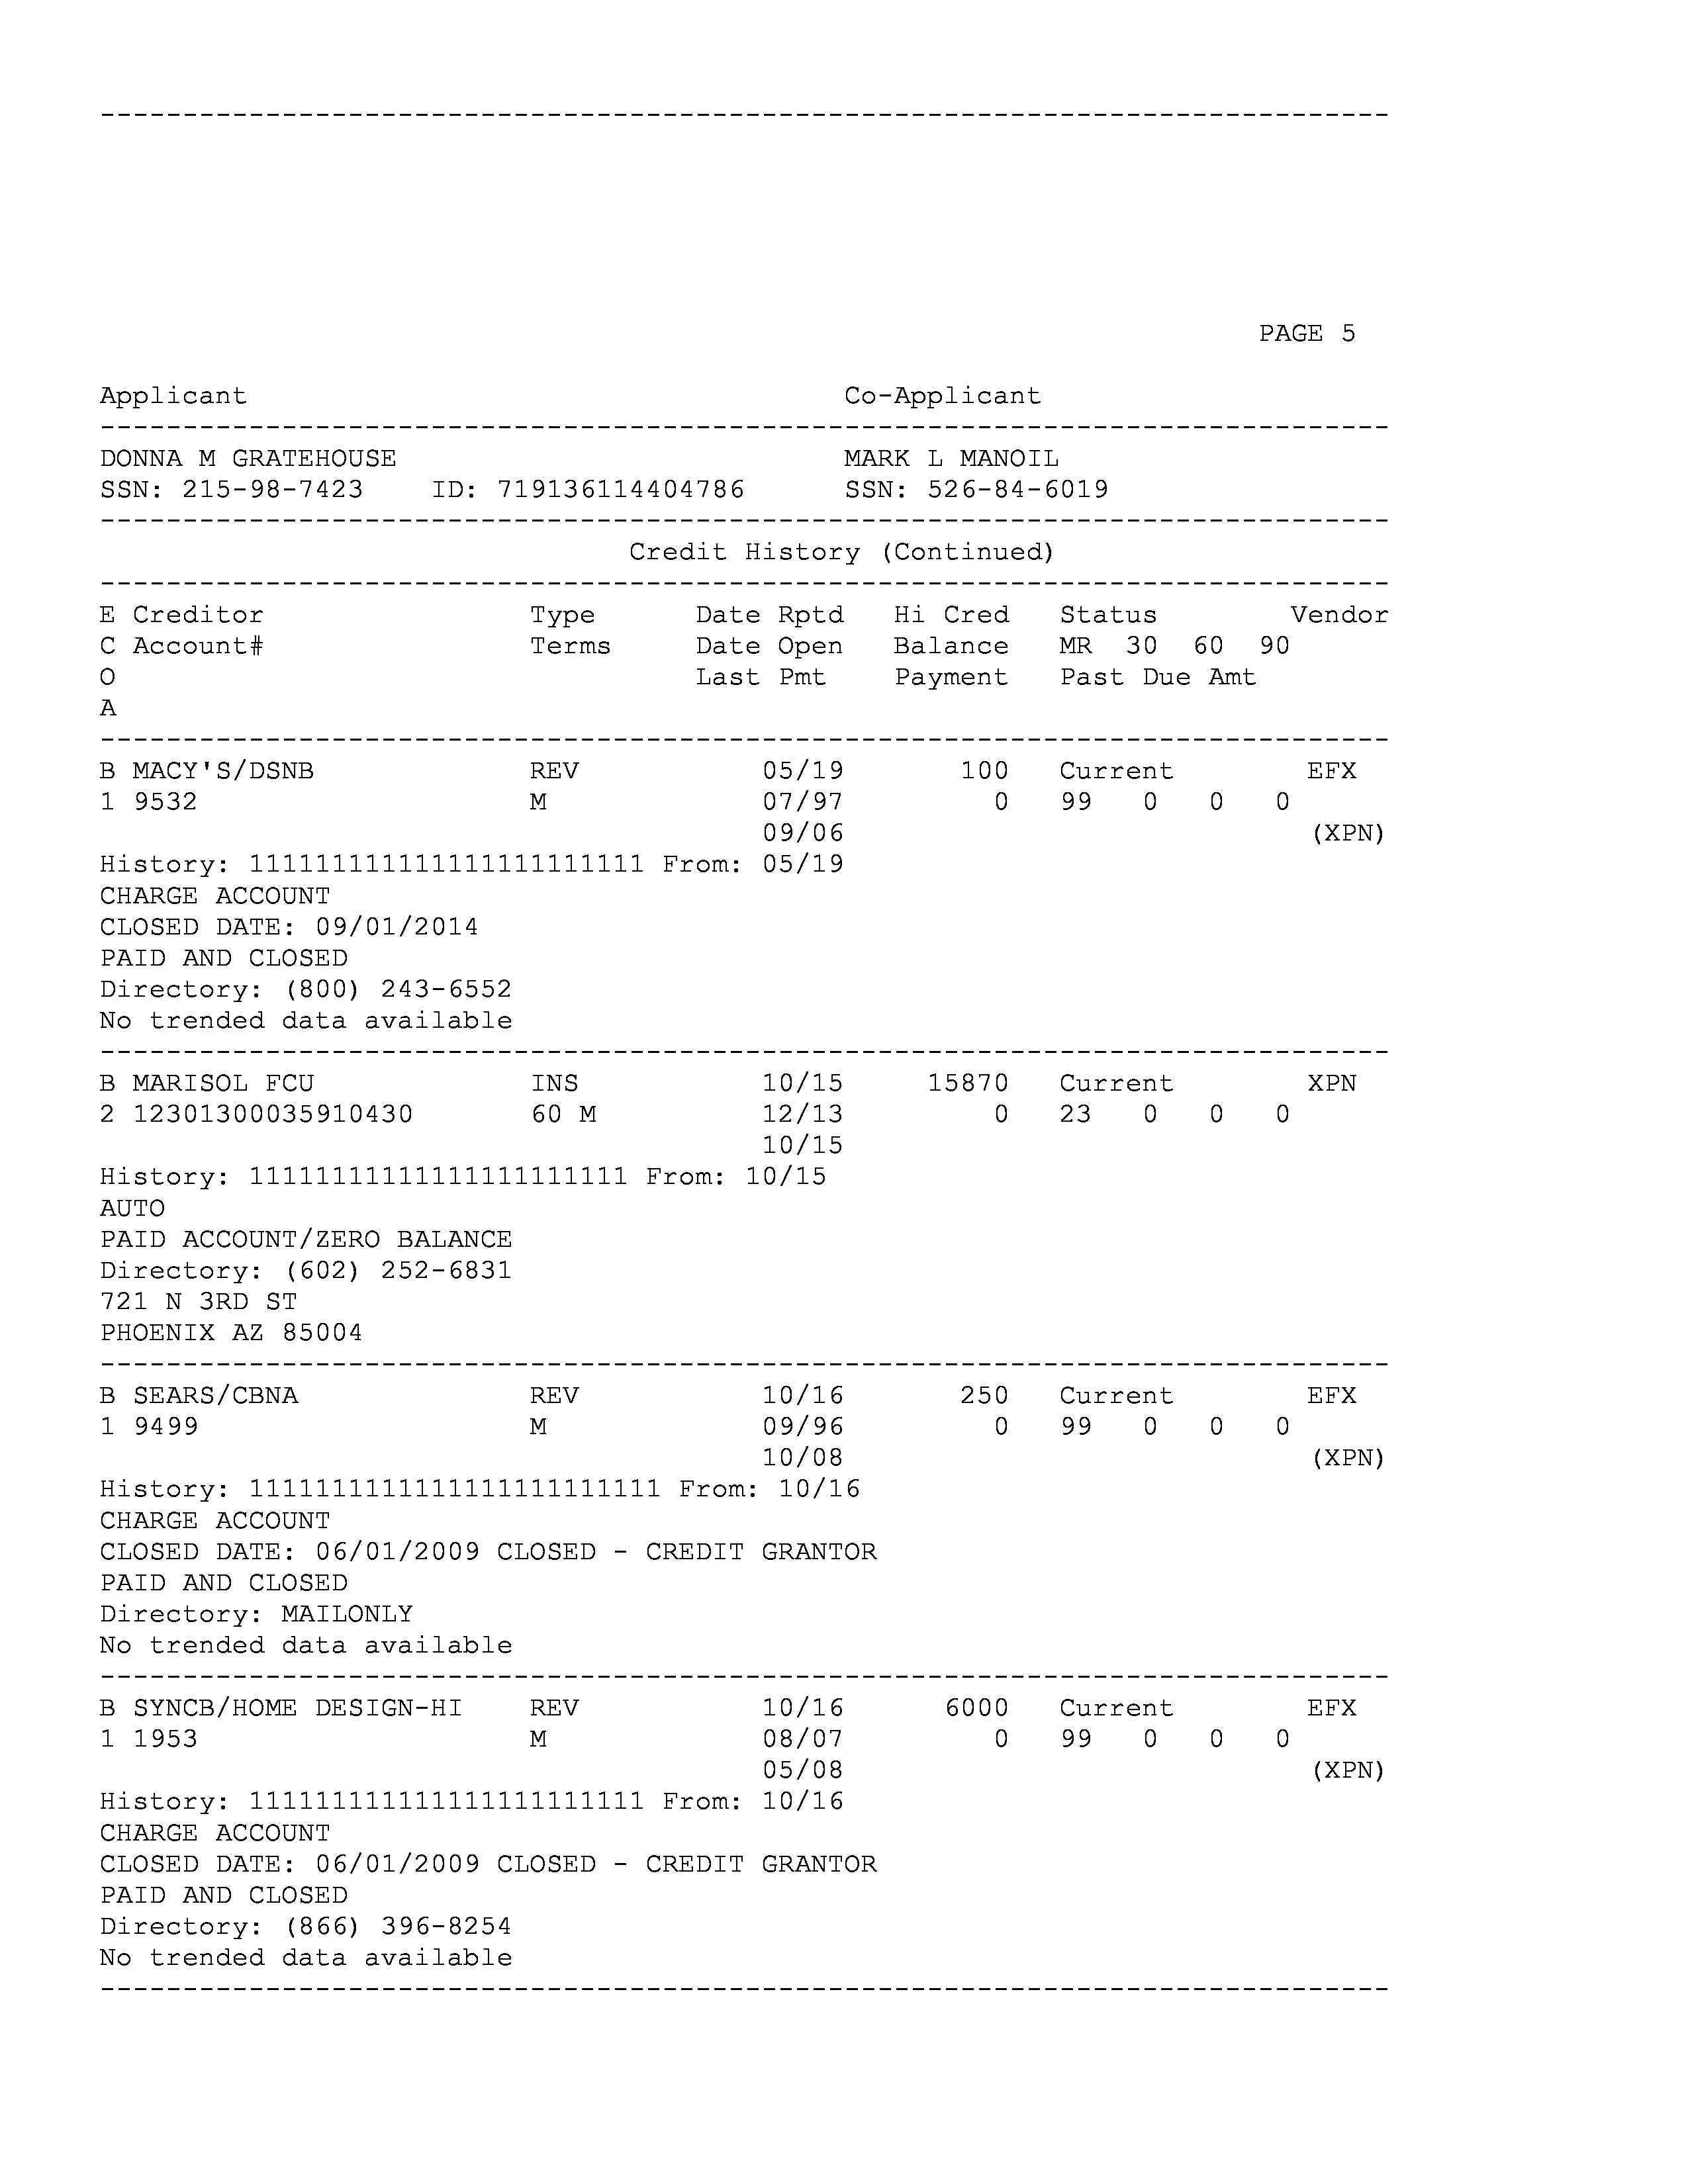 PAGE 5
Applicant Co-Applicant
DONNA M GRATEHOUSE MARK L MANOIL
SSN: 215-98-7423 ID: 719136114404786 SSN: 526-84-6019
Credit History (Continued)
E Creditor Type Date Rptd Hi Cred Status Vendor
C Account# Terms Date Open Balance MR 30 60 90
O Last Pmt Payment Past Due Amt
A
B MACY'S/DSNB REV 05/19 100 Current EFX
1 9532 M 07/97 0 99 0 0 0
09/06 (XPN)
History: 111111111111111111111111 From: 05/19
CHARGE ACCOUNT
CLOSED DATE: 09/01/2014
PAID AND CLOSED
Directory: (800) 243-6552
No trended data available
B MARISOL FCU INS 10/15 15870 Current XPN
2 12301300035910430 60 M 12/13 0 23 0 0 0
10/15
History: 11111111111111111111111 From: 10/15
AUTO
PAID ACCOUNT/ZERO BALANCE
Directory: (602) 252-6831
721 N 3RD ST
PHOENIX AZ 85004
B SEARS/CBNA REV 10/16 250 Current EFX
1 9499 M 09/96 0 99 0 0 0
10/08 (XPN)
History: 1111111111111111111111111 From: 10/16
CHARGE ACCOUNT
CLOSED DATE: 06/01/2009 CLOSED - CREDIT GRANTOR
PAID AND CLOSED
Directory: MAILONLY
No trended data available
B SYNCB/HOME DESIGN-HI REV 10/16 6000 Current EFX
1 1953 M 08/07 0 99 0 0 0
05/08 (XPN)
History: 111111111111111111111111 From: 10/16
CHARGE ACCOUNT
CLOSED DATE: 06/01/2009 CLOSED - CREDIT GRANTOR
PAID AND CLOSED
Directory: (866) 396-8254
No trended data available